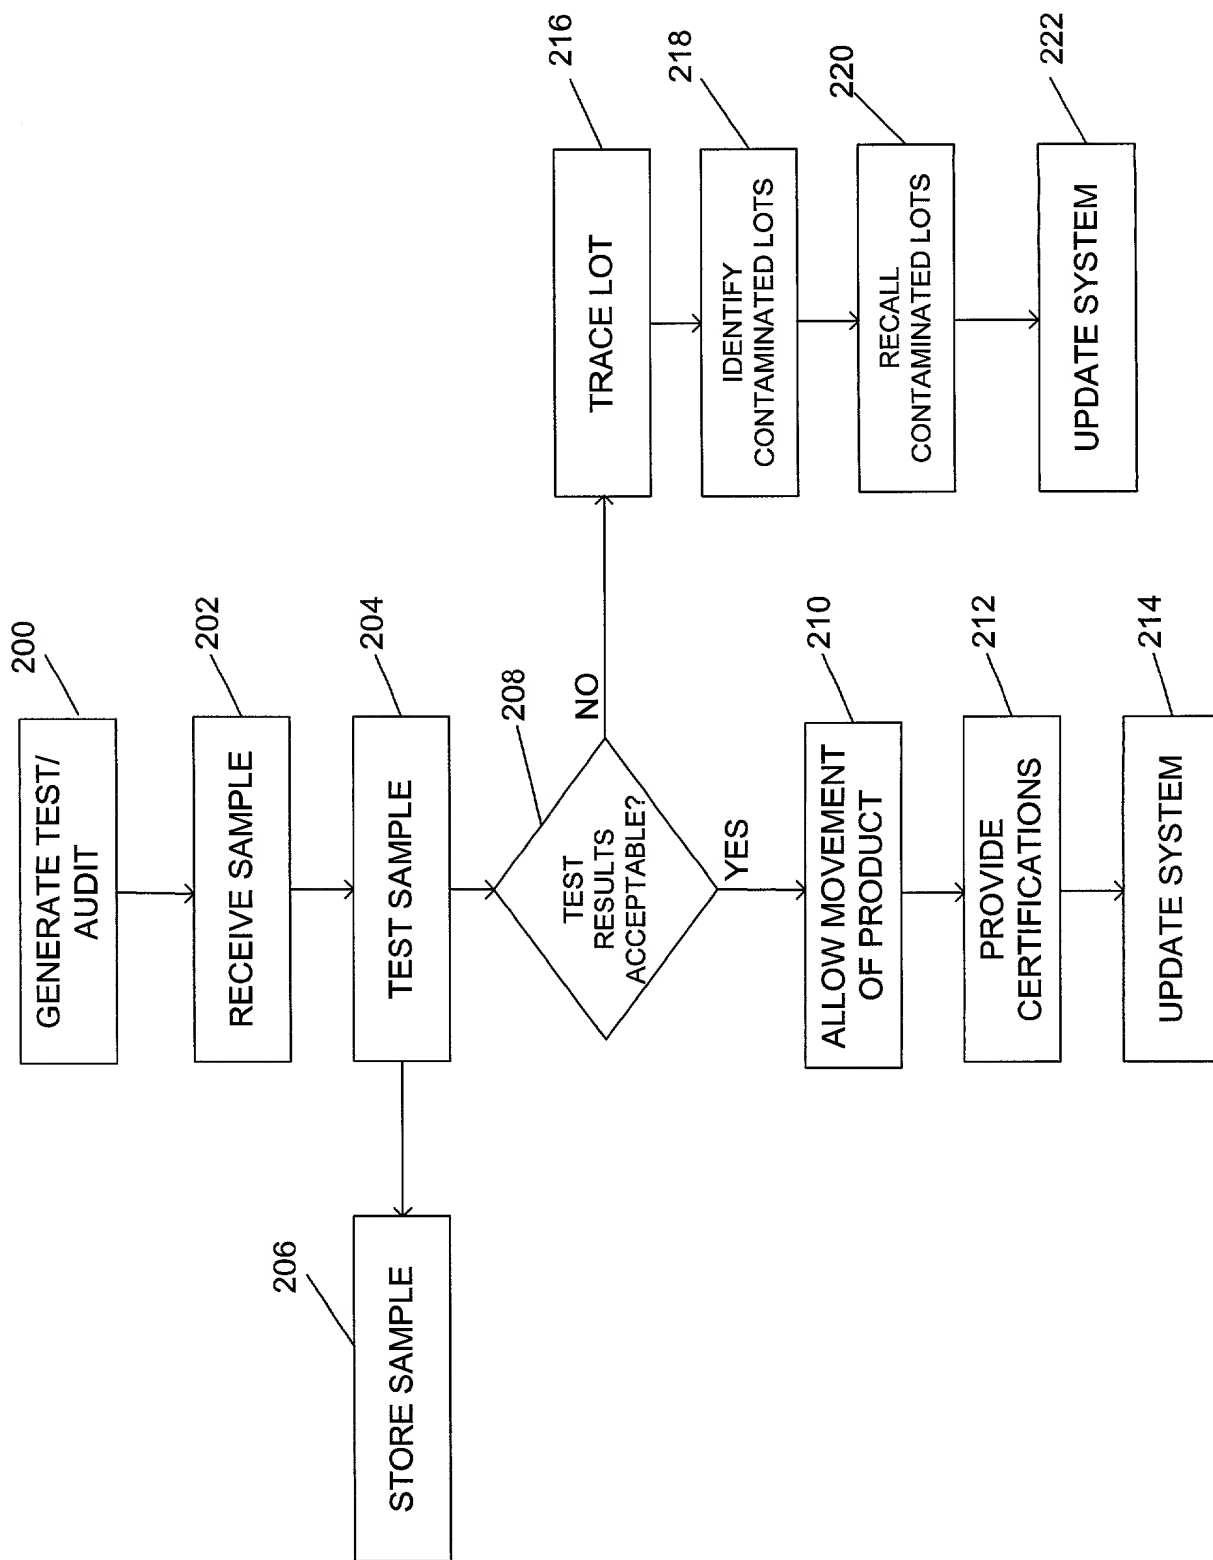 200
GENERATE TEST/
AUDIT
202
RECEIVE SAMPLE
204
TEST SAMPLE
206
STORE SAMPLE
208
TEST
RESULTS
ACCEPTABLE?
NO
YES
210
ALLOW MOVEMENT
OF PRODUCT
212
PROVIDE
CERTIFICATIONS
214
UPDATE SYSTEM
216
TRACE LOT
218
IDENTIFY
CONTAMINATED LOTS
220
RECALL
CONTAMINATED LOTS
222
UPDATE SYSTEM